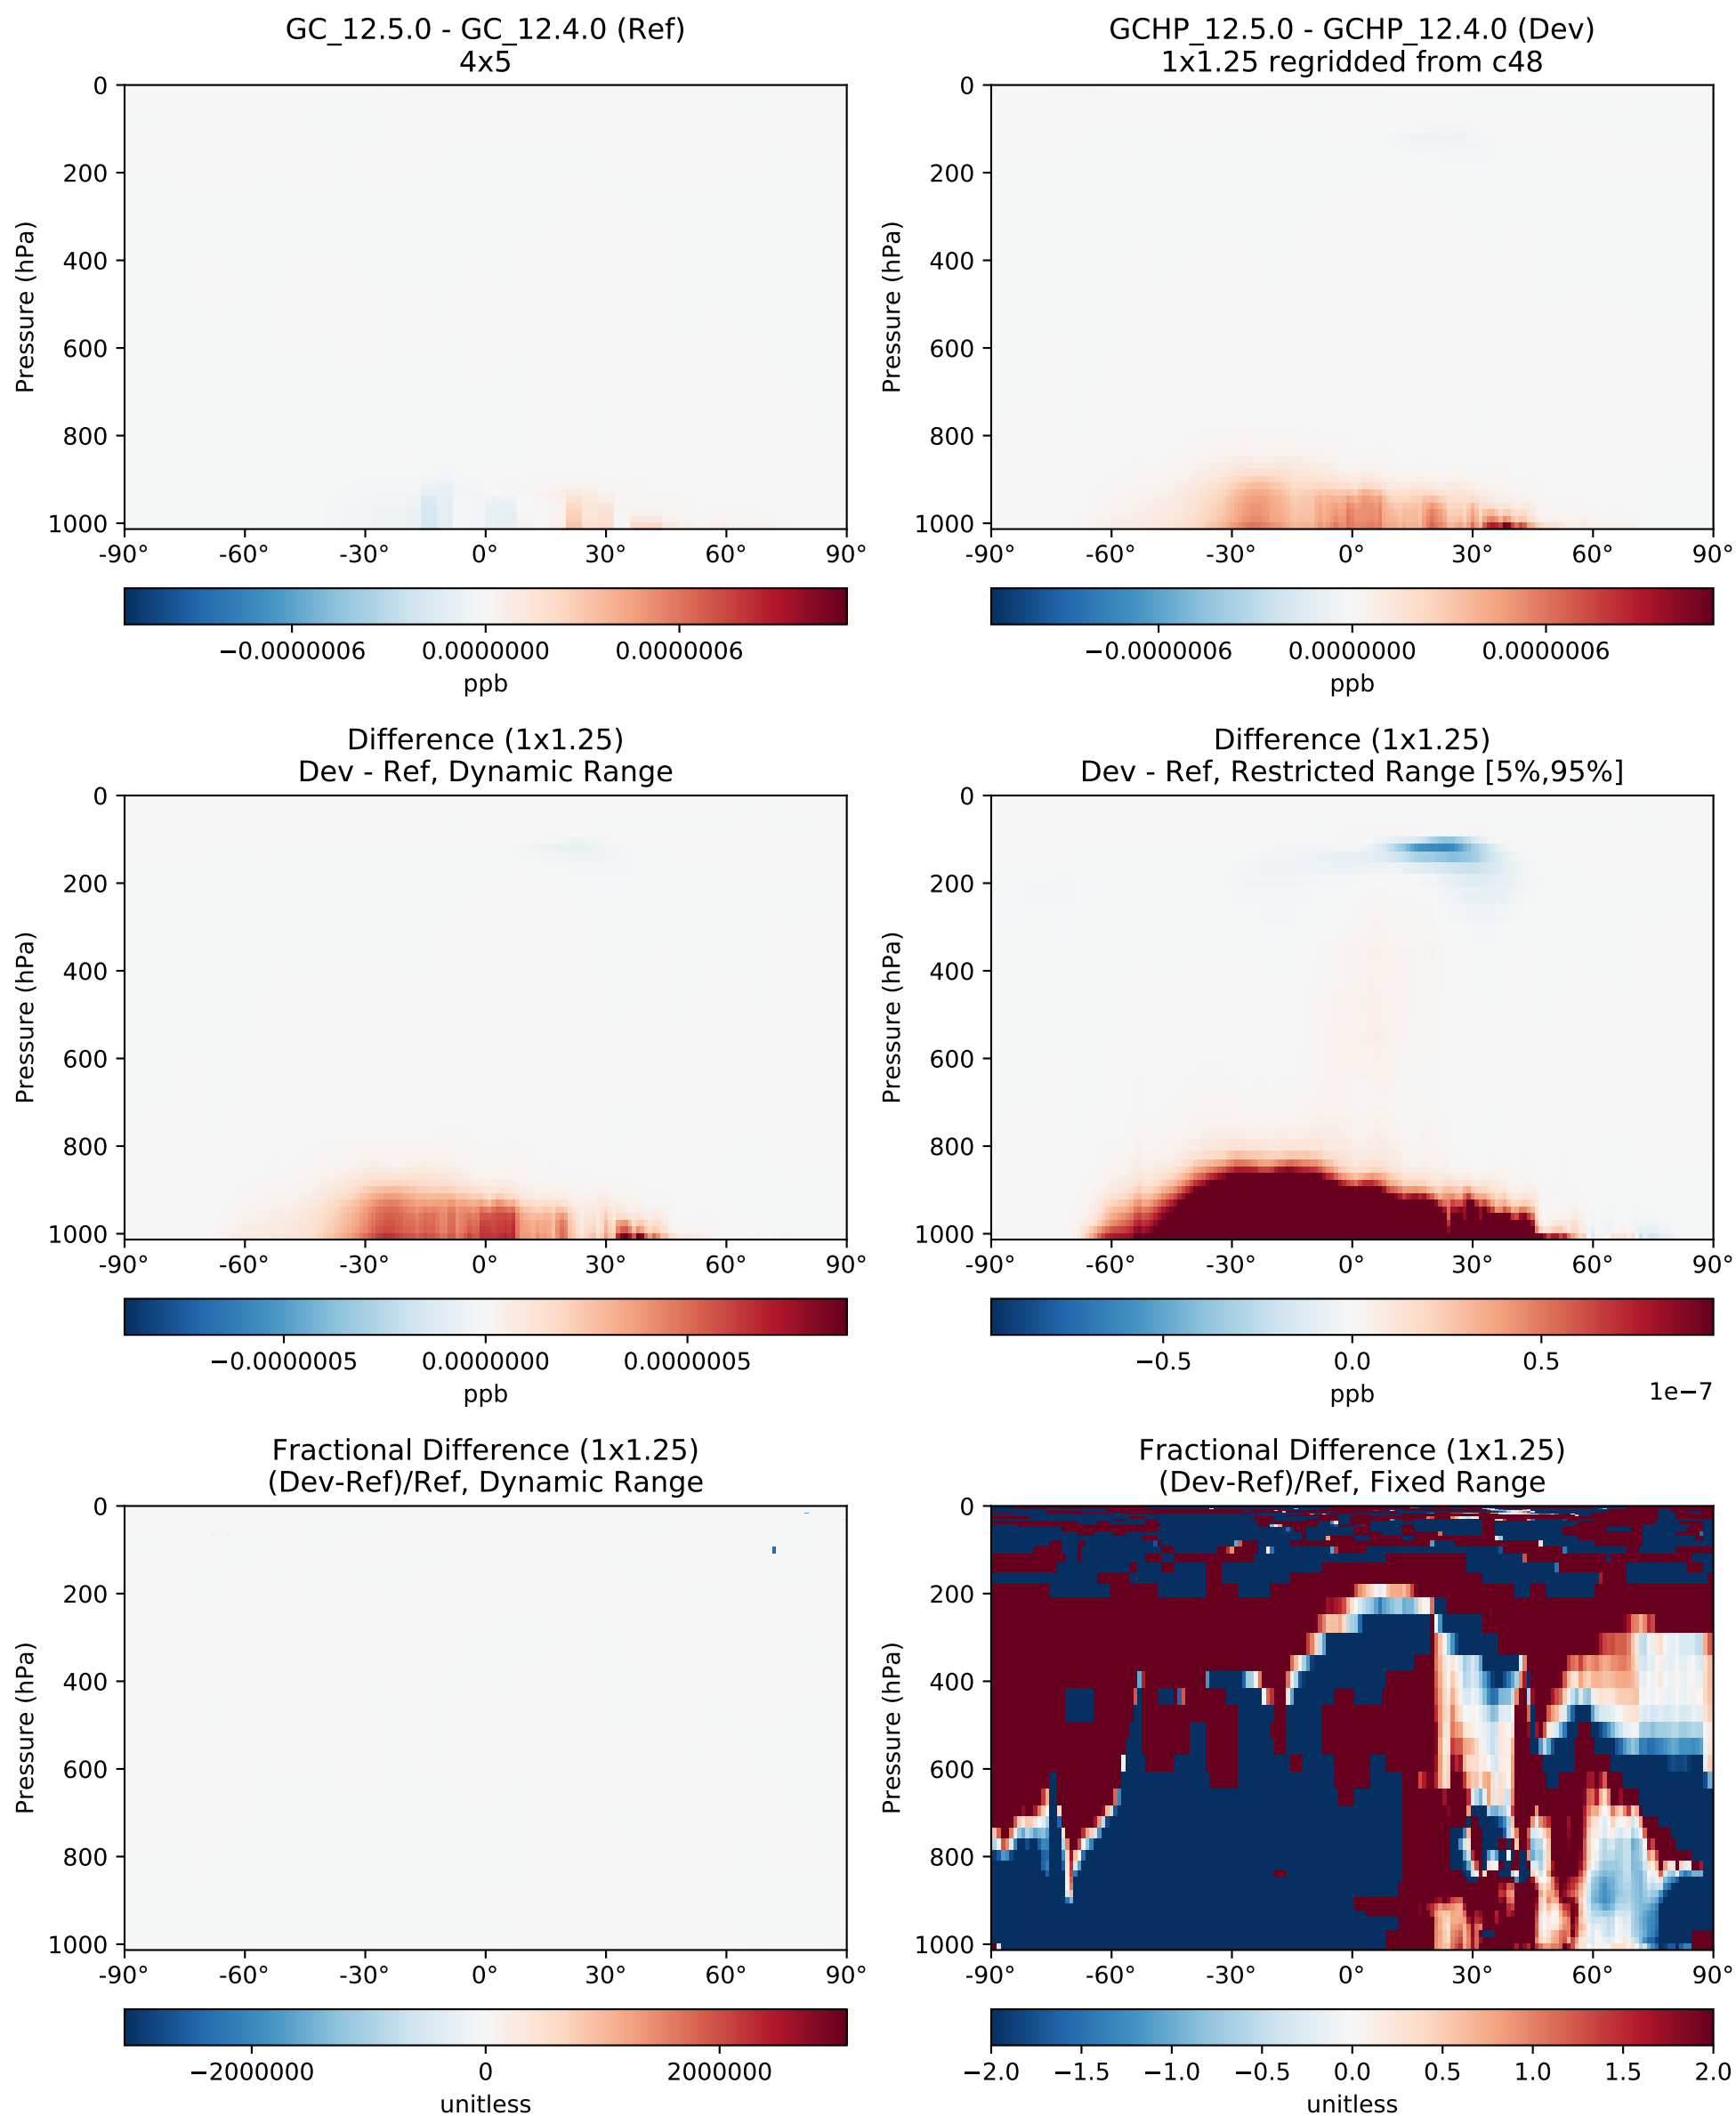 GC_12.5.0 - GC_12.4.0 (Ref)
4x5
GCHP_12.5.0 - GCHP_12.4.0 (Dev)
1x1.25 regridded from c48
Pressure (hPa)
0
200
400
600
800
1000
-90° -60° -30° 0° 30° 60° 90°
−0.0000006 0.0000000 0.0000006
ppb
Pressure (hPa)
0
200
400
600
800
1000
-90° -60° -30° 0° 30° 60° 90°
−0.0000006 0.0000000 0.0000006
ppb
Difference (1x1.25)
Dev - Ref, Dynamic Range
Difference (1x1.25)
Dev - Ref, Restricted Range [5%,95%]
Pressure (hPa)
0
200
400
600
800
1000
-90° -60° -30° 0° 30° 60° 90°
−0.0000005 0.0000000 0.0000005
ppb
Pressure (hPa)
0
200
400
600
800
1000
-90° -60° -30° 0° 30° 60° 90°
−0.5 0.0 0.5
ppb
1e−7
Fractional Difference (1x1.25)
(Dev-Ref)/Ref, Dynamic Range
Fractional Difference (1x1.25)
(Dev-Ref)/Ref, Fixed Range
Pressure (hPa)
0
200
400
600
800
1000
-90° -60° -30° 0° 30° 60° 90°
−2000000 0 2000000
unitless
Pressure (hPa)
0
200
400
600
800
1000
-90° -60° -30° 0° 30° 60° 90°
−2.0 −1.5 −1.0 −0.5 0.0 0.5 1.0 1.5 2.0
unitless